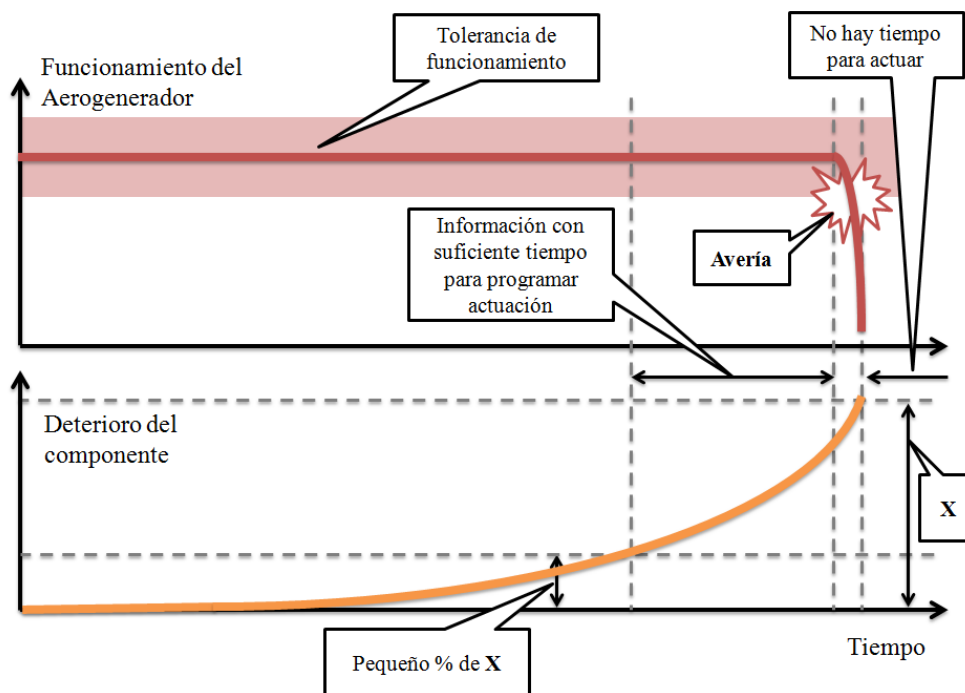 Funcionamiento del
Aerogenerador
Tolerancia de
funcionamiento
No hay tiempo
para actuar
Información con
suficiente tiempo
para programar
actuación
Avería
Deterioro del
componente
X
Pequeño % de X
Tiempo